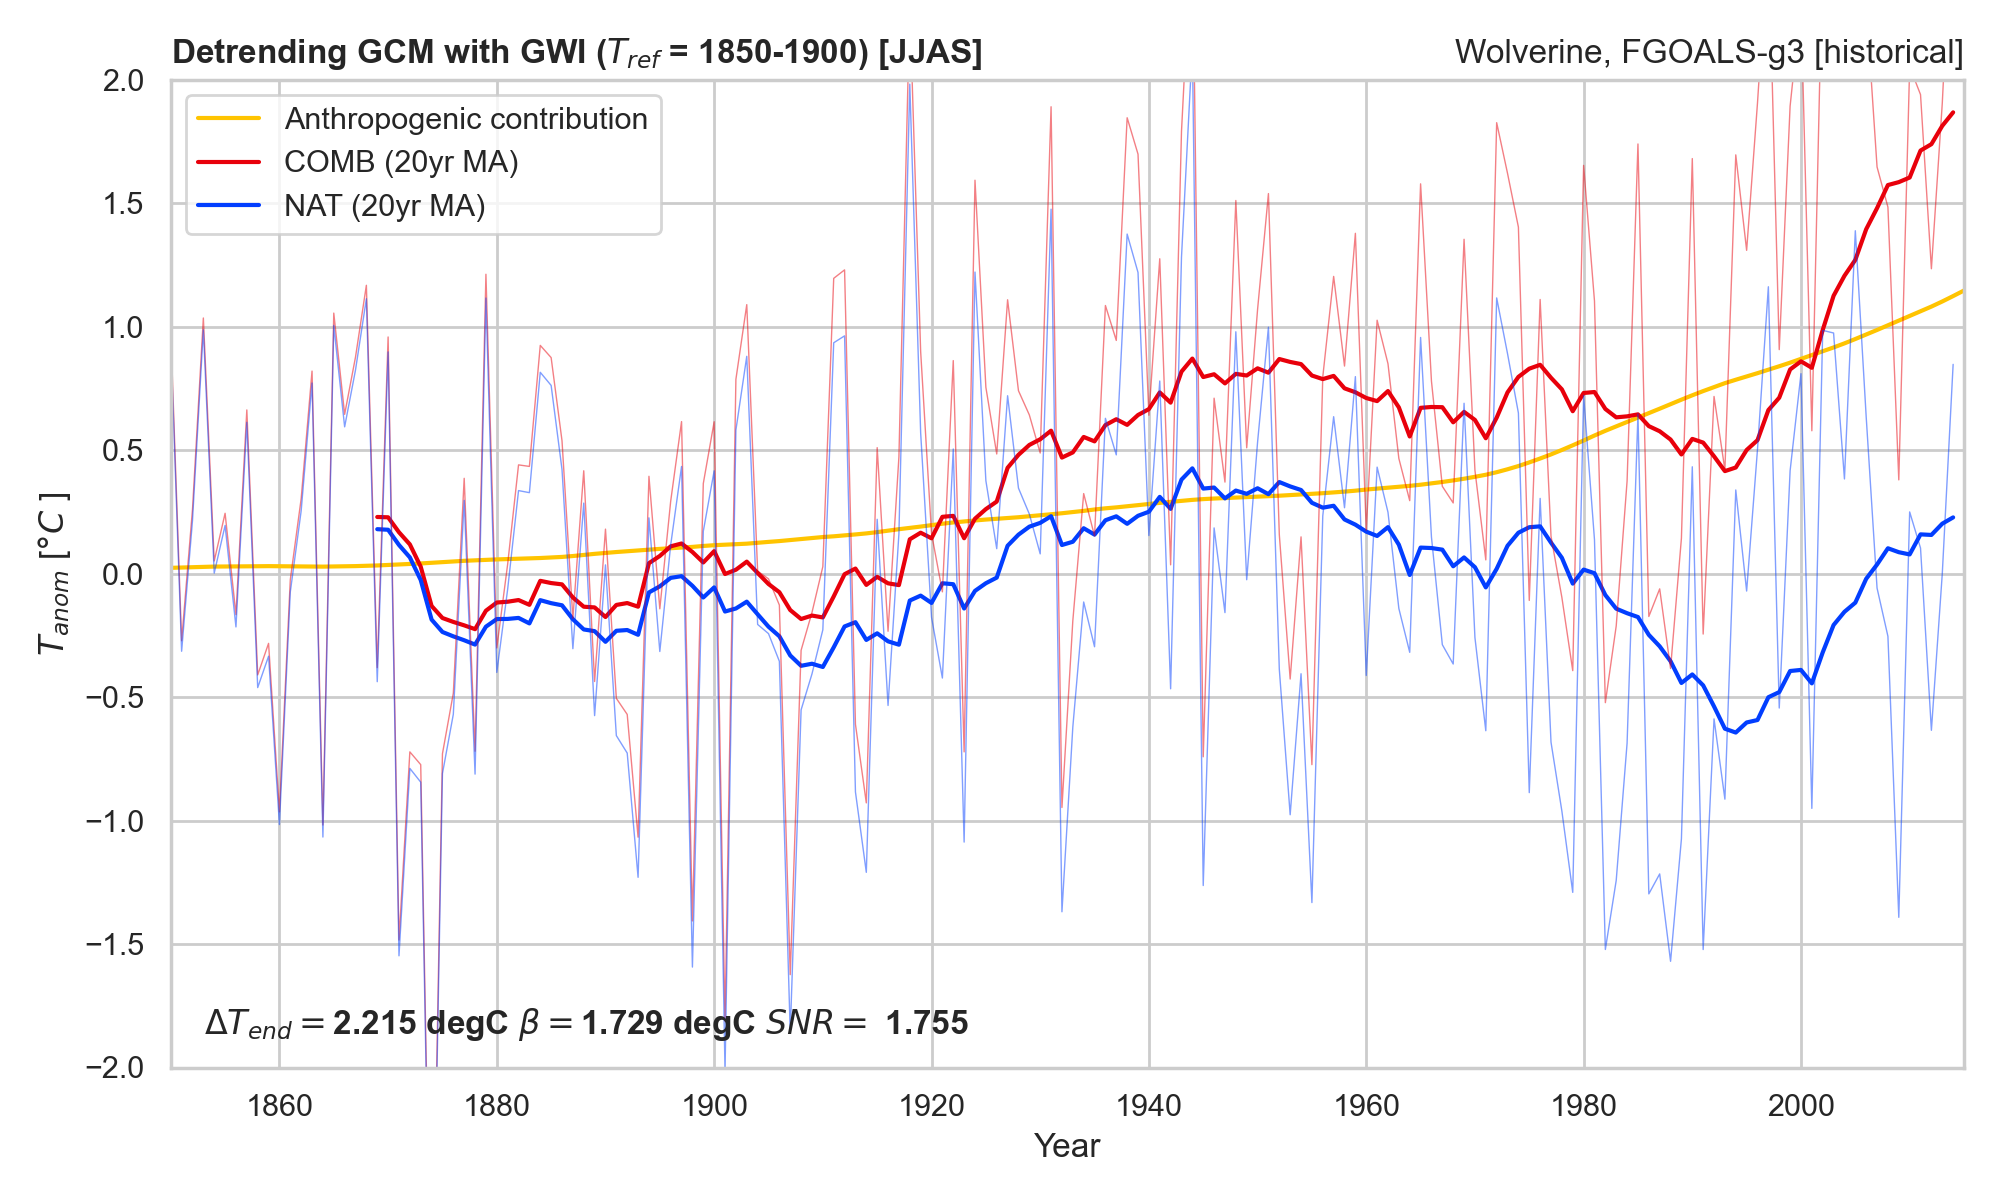 Detrending GCM with GWI (T_ref = 1850-1900) [JJAS]
Wolverine, FGOALS-g3 [historical]
Anthropogenic contribution
COMB (20yr MA)
NAT (20yr MA)
2.0
1.5
1.0
0.5
0.0
−0.5
−1.0
−1.5
−2.0
T_anom [°C]
ΔT_end = 2.215 degC β = 1.729 degC SNR = 1.755
1860 1880 1900 1920 1940 1960 1980 2000
Year